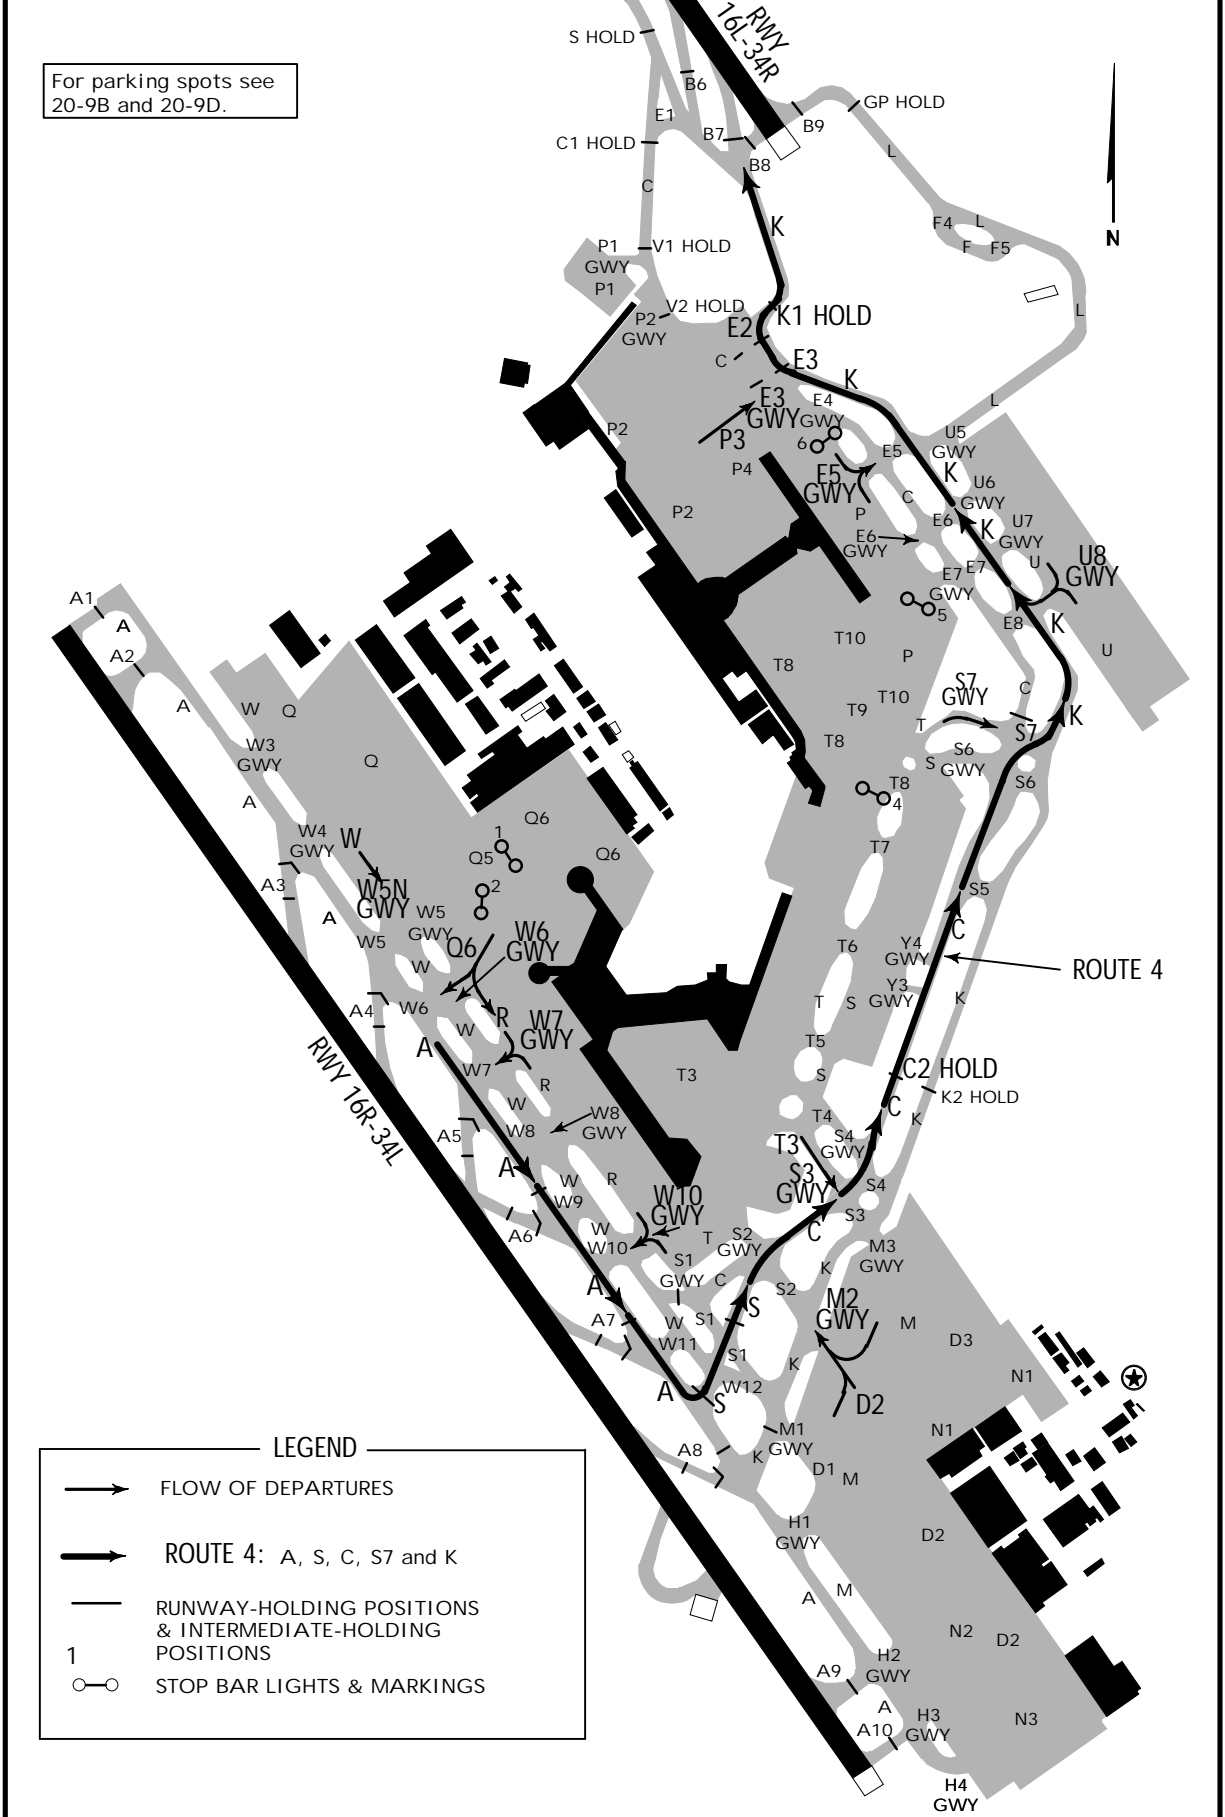 RWY
16L-34R
S HOLD
For parking spots see
20-9B and 20-9D.
B6
GP HOLD
E1
B9
B7
C1 HOLD
L
B8
C
F4
L
K
N
P1
GWY
V1 HOLD
F
F5
P1
V2 HOLD
L
P2
GWY
K1 HOLD
E2
C
E3
K
E3
GWY
E4
GWY
L
P2
P3
6
U5
GWY
E5
P4
E5
GWY
K
U6
GWY
C
P2
P
E6
U7
GWY
K
E6
GWY
U8
GWY
E7
GWY
E7
U
A1
5
A
E8
K
T10
A2
P
U
T8
S7
GWY
C
A
W
Q
T10
T9
K
T
S7
W3
GWY
T8
S6
GWY
Q
S
S6
T8
A
4
Q6
W4
GWY
W
1
T7
Q5
Q6
A3
W5N
GWY
2
S5
A
W5
GWY
W5
Q6
W6
GWY
C
T6
Y4
GWY
W
ROUTE 4
Y3
GWY
K
A4
W6
T
S
R
W7
GWY
W
A
T5
RWY 16R-34L
W7
T3
S
C2 HOLD
R
K2 HOLD
W
W8
GWY
C
T4
K
A5
W8
T3
S4
GWY
A
W
R
S3
GWY
S4
W9
W10
GWY
S3
W
C
A6
W10
T
S2
GWY
M3
GWY
S1
GWY
C
K
A
S2
M2
GWY
S
A7
W
S1
M
W11
D3
S1
K
N1
A
W12
S
D2
M1
GWY
N1
LEGEND
A8
K
D1
M
FLOW OF DEPARTURES
H1
GWY
D2
ROUTE 4: A, S, C, S7 and K
M
A
RUNWAY-HOLDING POSITIONS
& INTERMEDIATE-HOLDING
POSITIONS
N2
D2
1
H2
GWY
A9
STOP BAR LIGHTS & MARKINGS
A
H3
GWY
N3
A10
H4
GWY